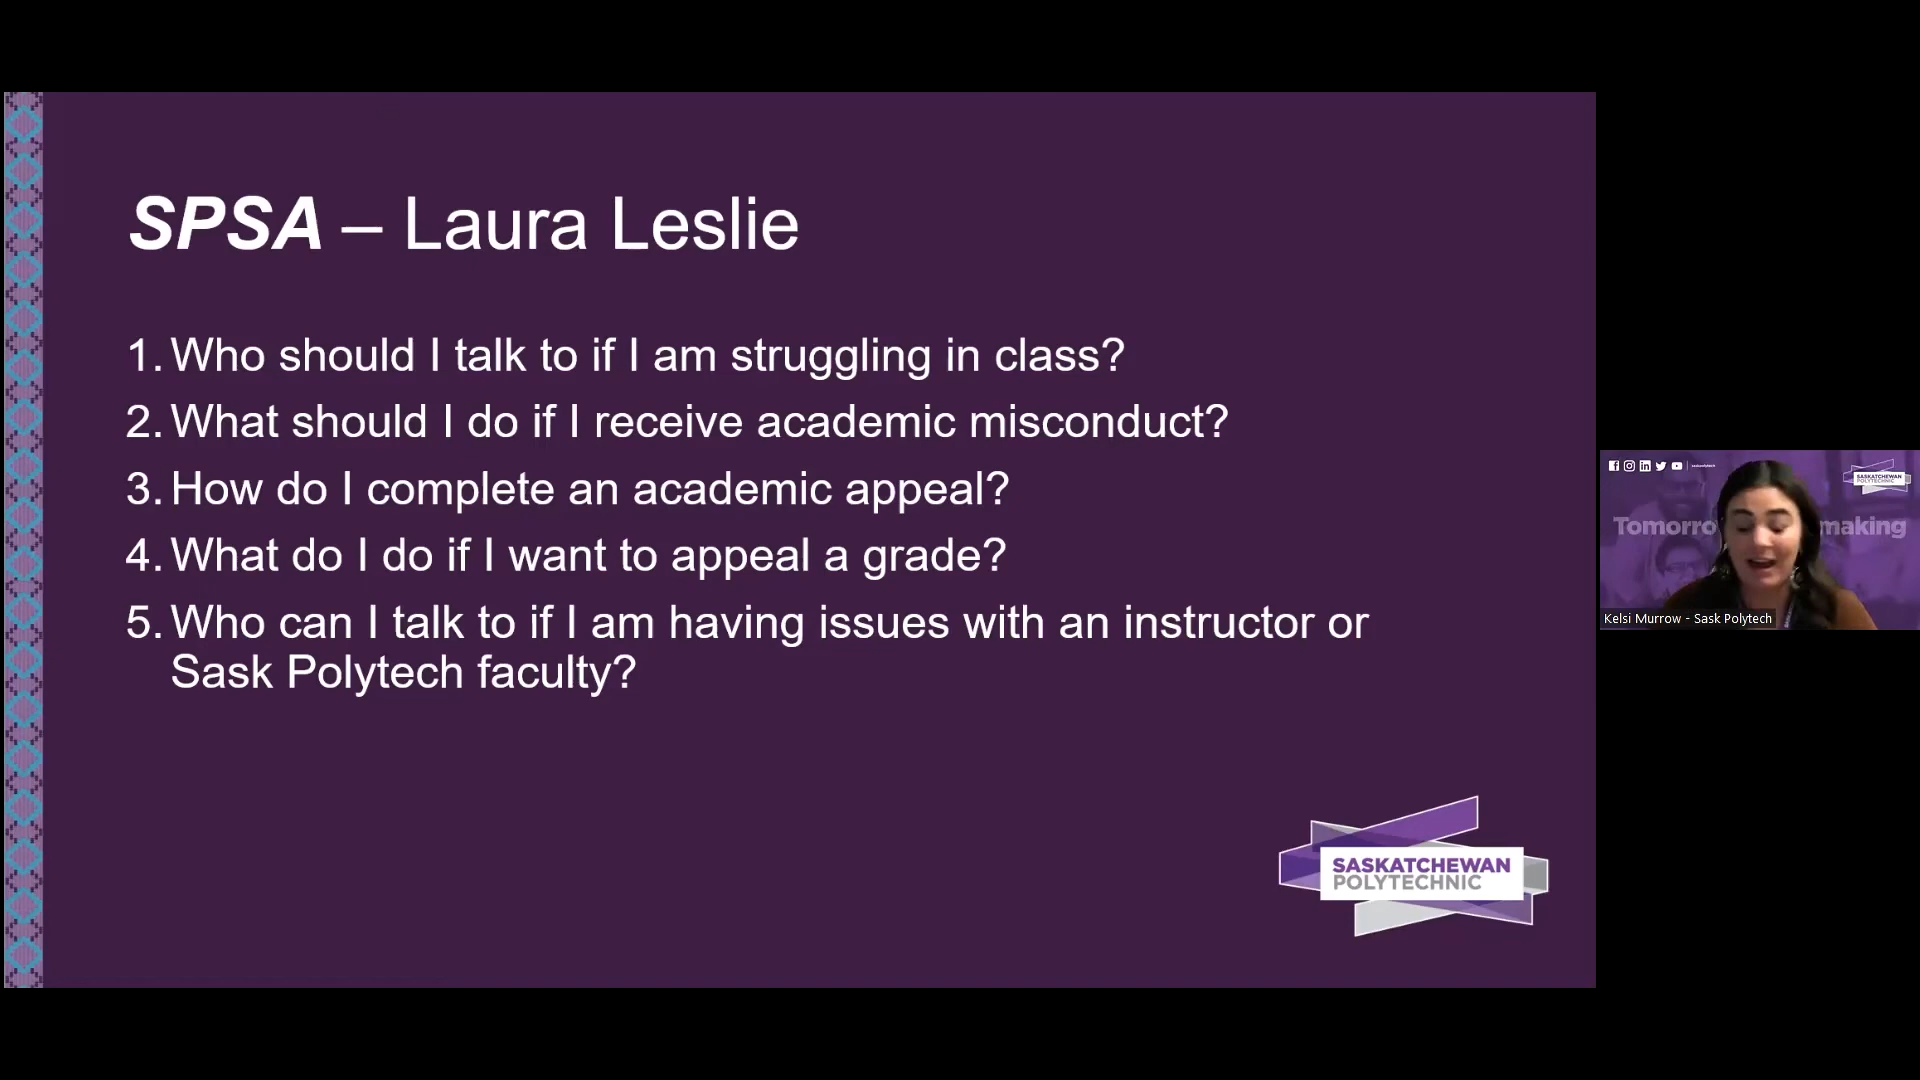 SPSA – Laura Leslie
1. Who should I talk to if I am struggling in class?
2. What should I do if I receive academic misconduct?
3. How do I complete an academic appeal?
4. What do I do if I want to appeal a grade?
5. Who can I talk to if I am having issues with an instructor or
Sask Polytech faculty?
SASKATCHEWAN
POLYTECHNIC
SASKATCHEWAN
POLYTECHNIC
Tomorro making
Kelsi Murrow - Sask Polytech